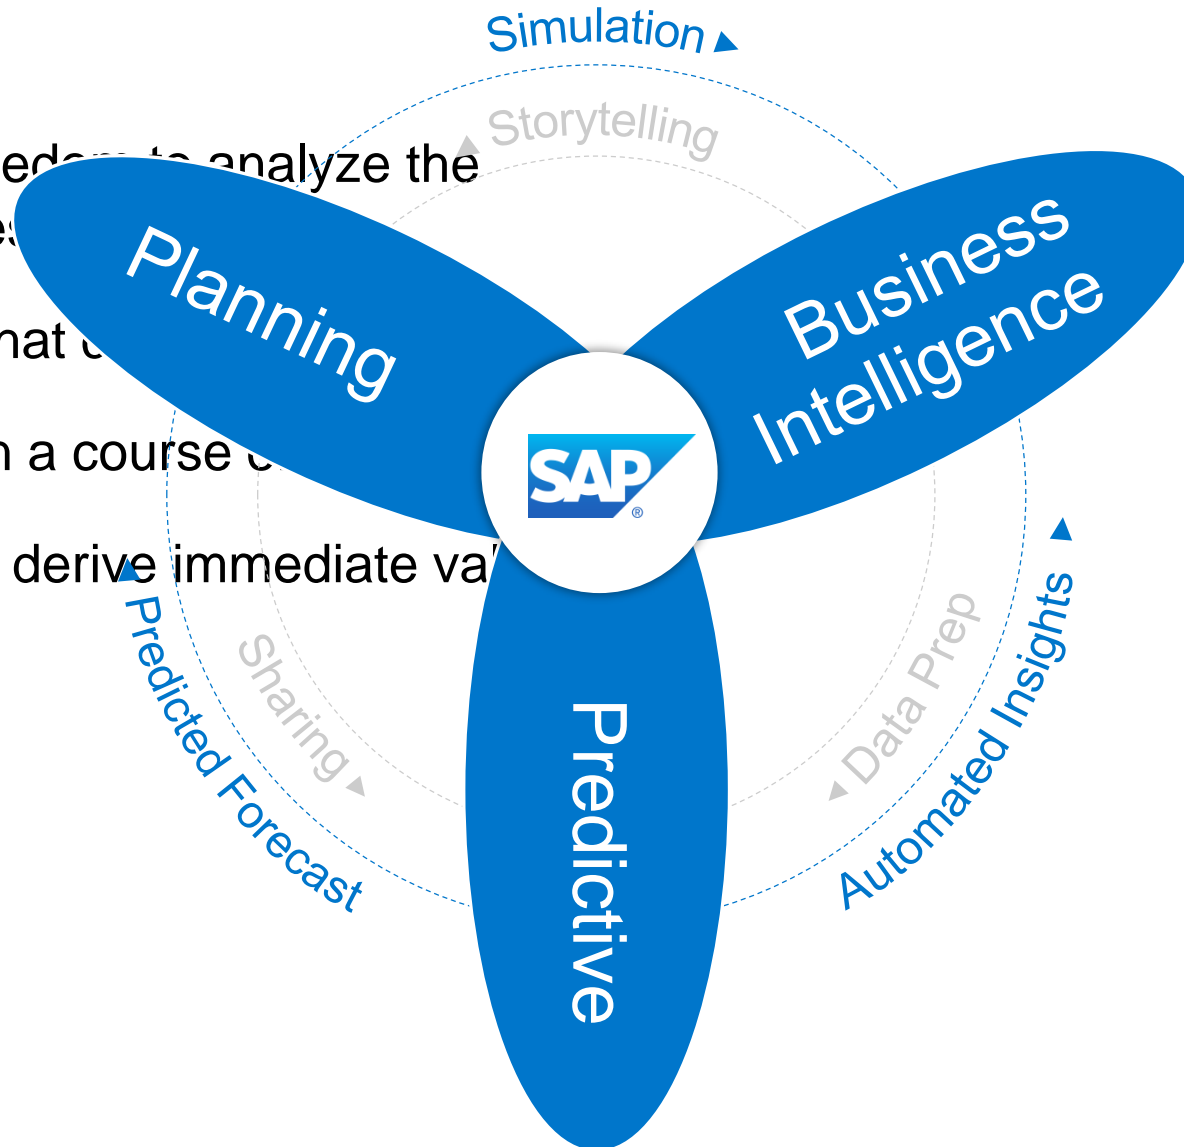 Simulation
Storytelling
to analyze the
Planning
Business
Intelligence
a course
SAP
®
derive immediate
Predicted Forecast
Sharing
Data Prep
Automated Insights
Predictive